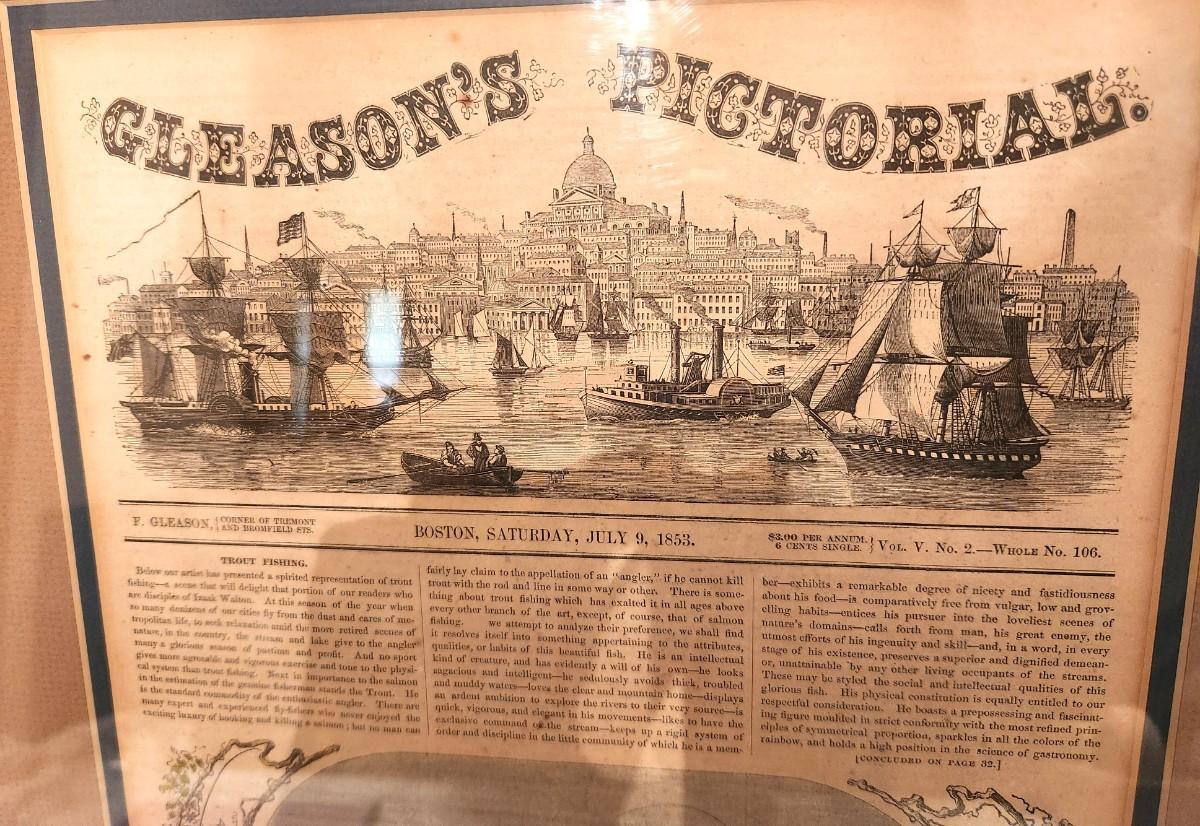 GLEASON'S PICTORIAL.
F. GLEASON, { CORNER OF TREMONT
AND BROMFIELD STS.
BOSTON, SATURDAY, JULY 9, 1853.
$3.00 PER ANNUM. }
6 CENTS SINGLE.
VOL. V. No. 2.—WHOLE No. 106.
TROUT FISHING.
Below our artist has presented a spirited representation of trout
fishing—a scene that will delight that portion of our readers who
are disciples of Izaak Walton. At this season of the year when
so many denizens of our cities fly from the dust and cares of me-
tropolitan life, to seek relaxation amid the more retired scenes of
nature, in the country, the stream and lake give to the angler
many a glorious season of pastime and profit. And no sport
gives more agreeable and vigorous exercise and tone to the physi-
cal system than trout fishing. Next in importance to the salmon
in the estimation of the genuine fisherman stands the Trout. He
is the standard commodity of the enthusiastic angler. There are
many expert and experienced fly-fishers who never enjoyed the
exciting luxury of hooking and killing a salmon; but no man can
fairly lay claim to the appellation of an "angler," if he cannot kill
trout with the rod and line in some way or other. There is some-
thing about trout fishing which has exalted it in all ages above
every other branch of the art, except, of course, that of salmon
fishing. we attempt to analyze their preference, we shall find
it resolves itself into something appertaining to the attributes,
qualities, or habits of this beautiful fish. He is an intellectual
kind of creature, and has evidently a will of his own—he looks
sagacious and intelligent—he sedulously avoids thick, troubled
and muddy waters—loves the clear and mountain home—displays
an ardent ambition to explore the rivers to their very source—is
quick, vigorous, and elegant in his movements—likes to have the
exclusive command of the stream—keeps up a rigid system of
order and discipline in the little community of which he is a mem-
ber—exhibits a remarkable degree of nicety and fastidiousness
about his food—is comparatively free from vulgar, low and grov-
elling habits—entices his pursuer into the loveliest scenes of
nature's domains—calls forth from man, his great enemy, the
utmost efforts of his ingenuity and skill—and, in a word, in every
stage of his existence, preserves a superior and dignified demean-
or, unattainable by any other living occupants of the streams.
These may be styled the social and intellectual qualities of this
glorious fish. His physical constitution is equally entitled to our
respectful consideration. He boasts a prepossessing and fascinat-
ing figure moulded in strict conformity with the most refined prin-
ciples of symmetrical proportion, sparkles in all the colors of the
rainbow, and holds a high position in the science of gastronomy.
[CONCLUDED ON PAGE 32.]